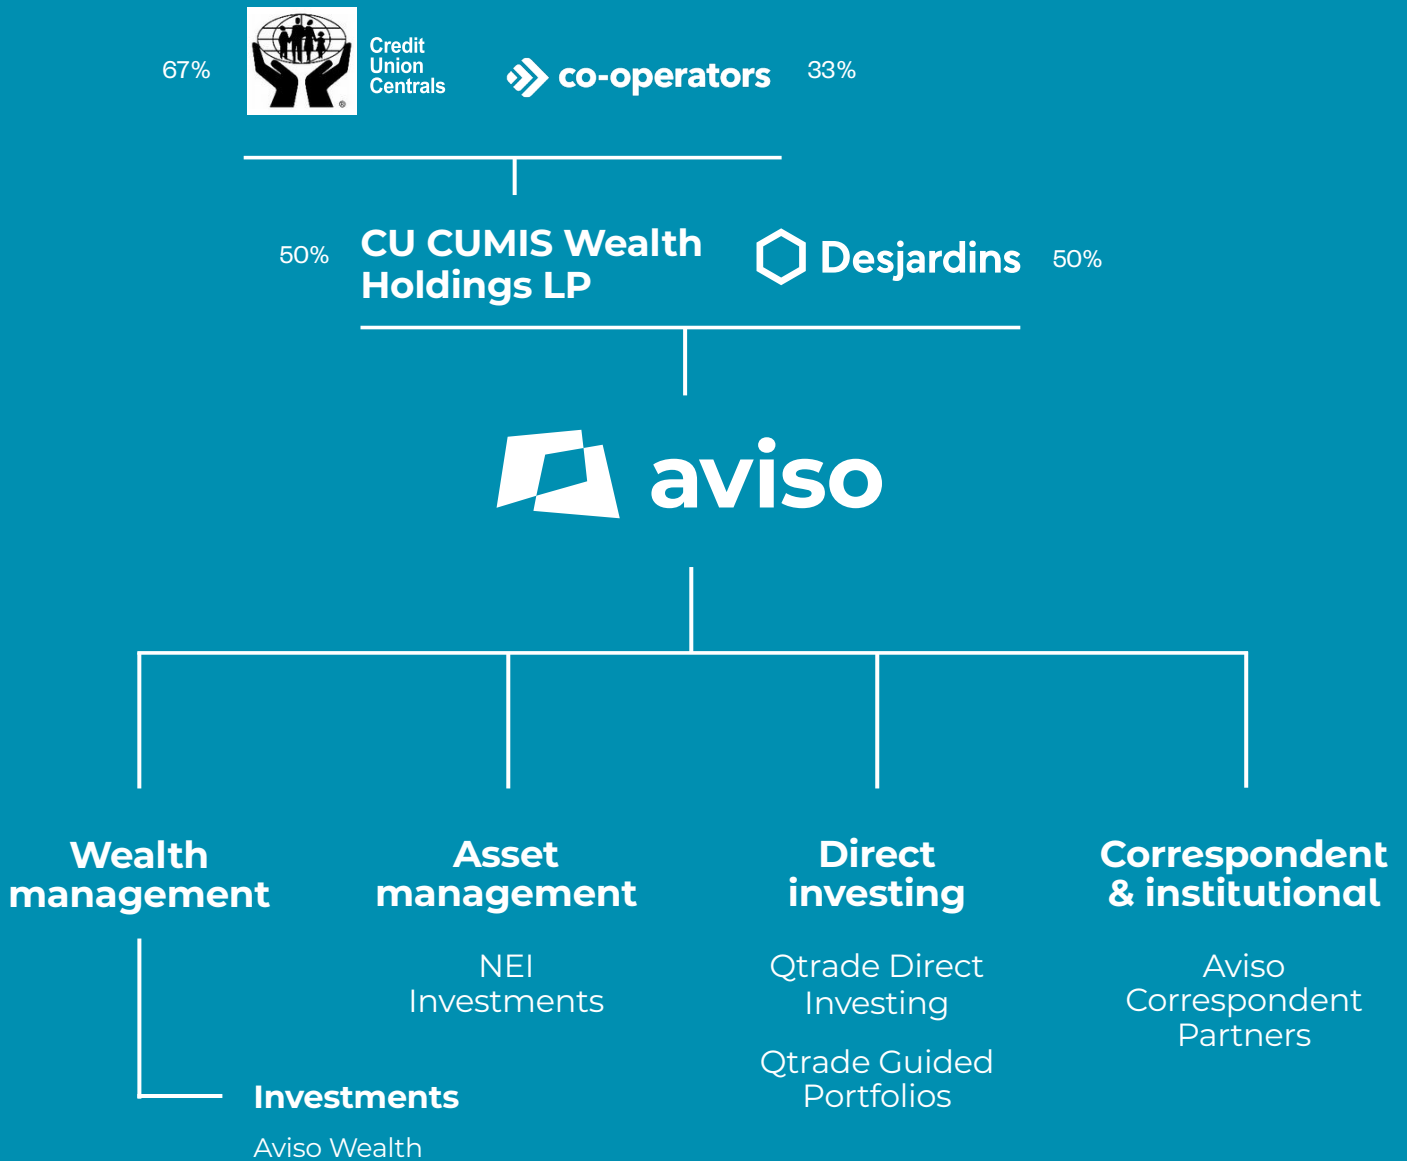 67%
Credit
Union
Centrals
®
co-operators
33%
50%
CU CUMIS Wealth
Holdings LP
Desjardins
50%
aviso
Wealth
management
Investments
Aviso Wealth
Asset
management
NEI
Investments
Direct
investing
Qtrade Direct
Investing
Qtrade Guided
Portfolios
Correspondent
& institutional
Aviso
Correspondent
Partners